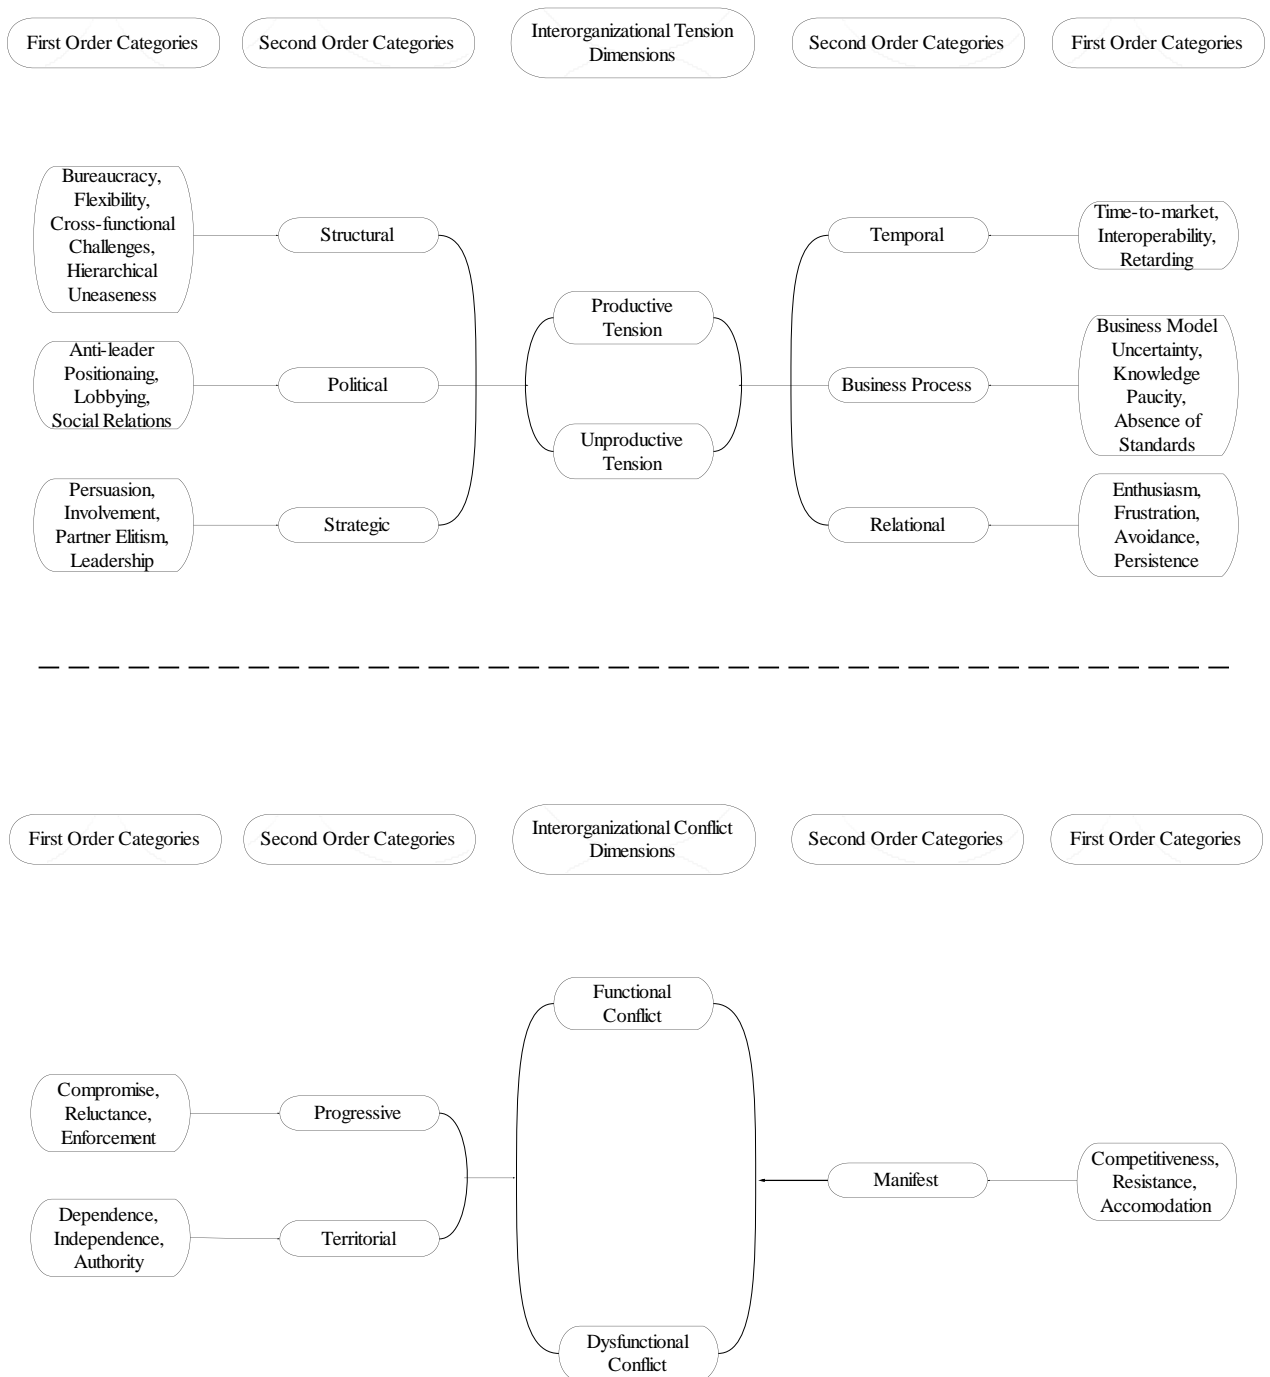 First Order Categories
Second Order Categories
Interorganizational Tension
Dimensions
Second Order Categories
First Order Categories
Bureaucracy,
Flexibility,
Cross-functional
Challenges,
Hierarchical
Uneaseness
Structural
Anti-leader
Positionaing,
Lobbying,
Social Relations
Political
Persuasion,
Involvement,
Partner Elitism,
Leadership
Strategic
Productive
Tension
Unproductive
Tension
Temporal
Time-to-market,
Interoperability,
Retarding
Business Process
Business Model
Uncertainty,
Knowledge
Paucity,
Absence of
Standards
Relational
Enthusiasm,
Frustration,
Avoidance,
Persistence
First Order Categories
Second Order Categories
Interorganizational Conflict
Dimensions
Second Order Categories
First Order Categories
Compromise,
Reluctance,
Enforcement
Progressive
Dependence,
Independence,
Authority
Territorial
Functional
Conflict
Dysfunctional
Conflict
Manifest
Competitiveness,
Resistance,
Accomodation